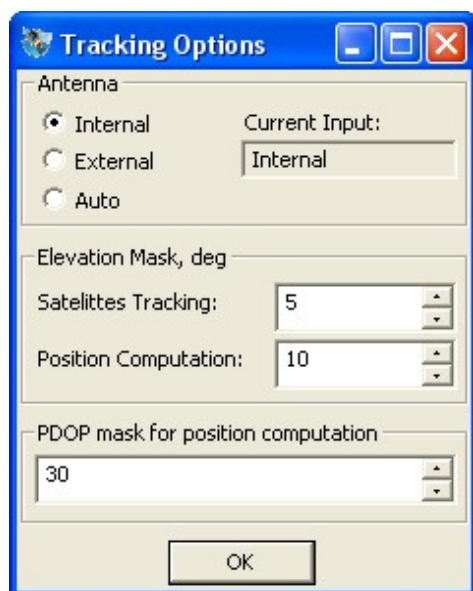 Tracking Options
Antenna
Internal
Current Input:
External
Internal
Auto
Elevation Mask, deg
Satelittes Tracking:
5
Position Computation:
10
PDOP mask for position computation
30
OK